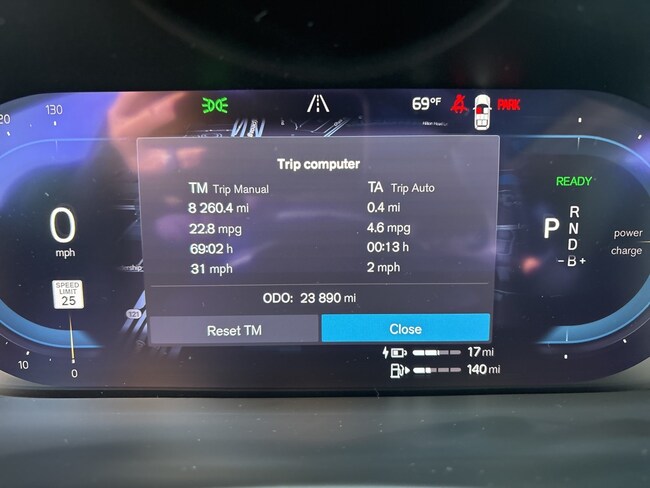 20
130
69°F
PARK
Trip computer
TM Trip Manual
TA Trip Auto
8 260.4 mi
0.4 mi
22.8 mpg
4.6 mpg
69:02 h
00:13 h
31 mph
2 mph
ODO: 23 890 mi
Reset TM
Close
0
mph
SPEED
LIMIT
25
121
READY
P
R
N
D
- B +
power
charge
10
0
17 mi
140 mi